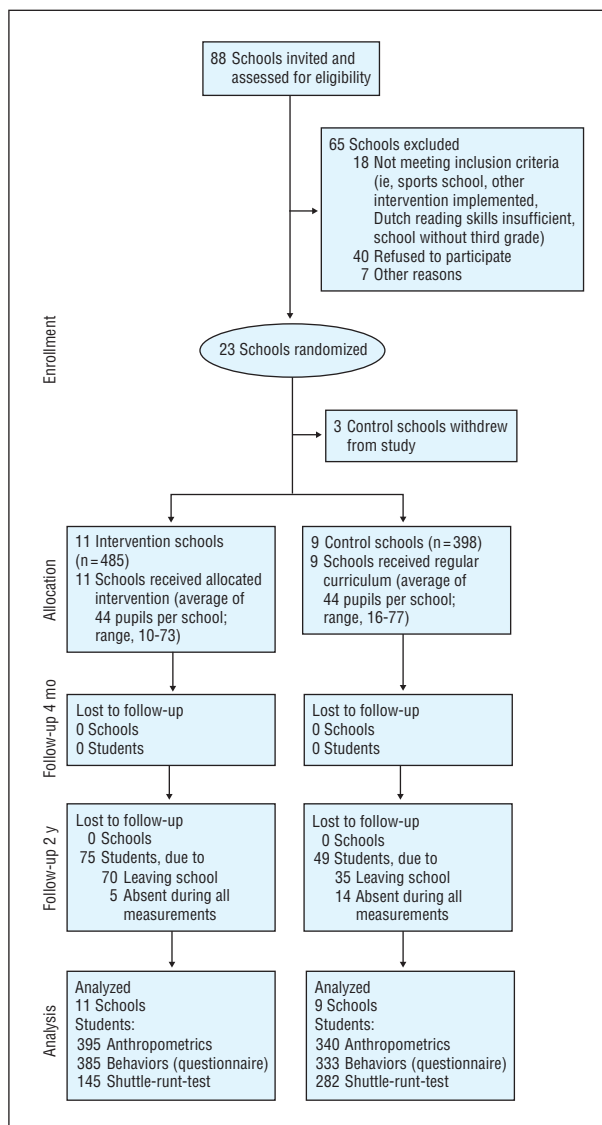 88 Schools invited and
assessed for eligibility
65 Schools excluded
18 Not meeting inclusion criteria
(ie, sports school, other
intervention implemented,
Dutch reading skills insufficient,
school without third grade)
40 Refused to participate
7 Other reasons
Enrollment
23 Schools randomized
3 Control schools withdrew
from study
Allocation
11 Intervention schools
(n = 485)
11 Schools received allocated
intervention (average of
44 pupils per school;
range, 10-73)
9 Control schools (n = 398)
9 Schools received regular
curriculum (average of
44 pupils per school;
range, 16-77)
Follow-up 4 mo
Lost to follow-up
0 Schools
0 Students
Lost to follow-up
0 Schools
0 Students
Follow-up 2 y
Lost to follow-up
0 Schools
75 Students, due to
70 Leaving school
5 Absent during all
measurements
Lost to follow-up
0 Schools
49 Students, due to
35 Leaving school
14 Absent during all
measurements
Analysis
Analyzed
11 Schools
Students:
395 Anthropometrics
385 Behaviors (questionnaire)
145 Shuttle-runt-test
Analyzed
9 Schools
Students:
340 Anthropometrics
333 Behaviors (questionnaire)
282 Shuttle-runt-test